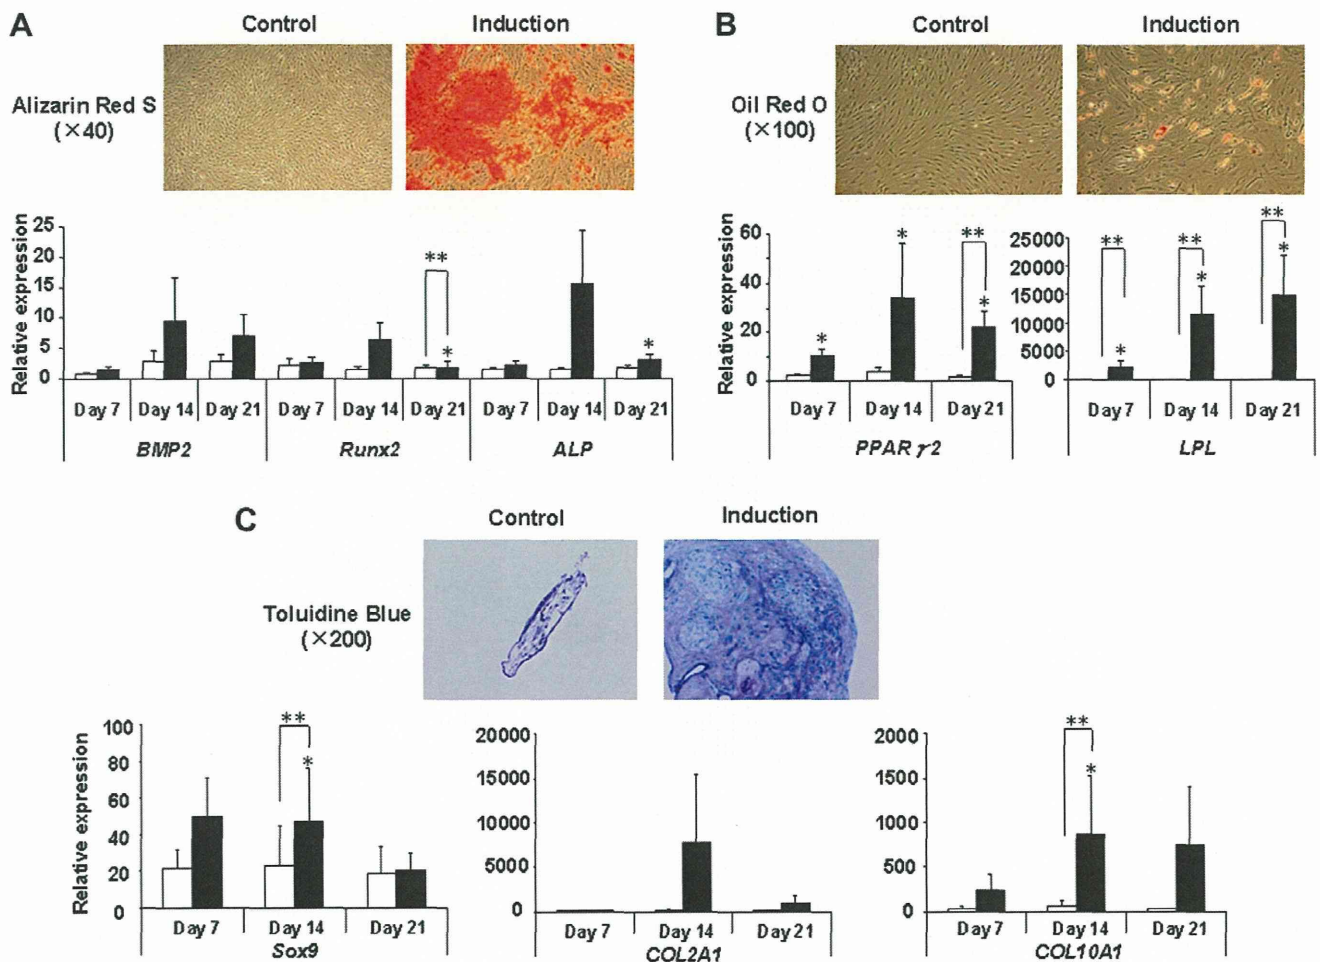 A
Control
Induction
Alizarin Red S
(×40)
Relative expression
25
20
15
10
5
0
**
*
*
Day 7
Day 14
Day 21
Day 7
Day 14
Day 21
Day 7
Day 14
Day 21
BMP2
Runx2
ALP
B
Control
Induction
Oil Red O
(×100)
Relative expression
60
40
20
0
*
*
**
*
Day 7
Day 14
Day 21
PPAR γ2
25000
20000
15000
10000
5000
0
**
*
**
*
**
*
Day 7
Day 14
Day 21
LPL
C
Control
Induction
Toluidine Blue
(×200)
Relative expression
100
80
60
40
20
0
**
*
Day 7
Day 14
Day 21
Sox9
20000
15000
10000
5000
0
Day 7
Day 14
Day 21
COL2A1
2000
1500
1000
500
0
**
*
Day 7
Day 14
Day 21
COL10A1